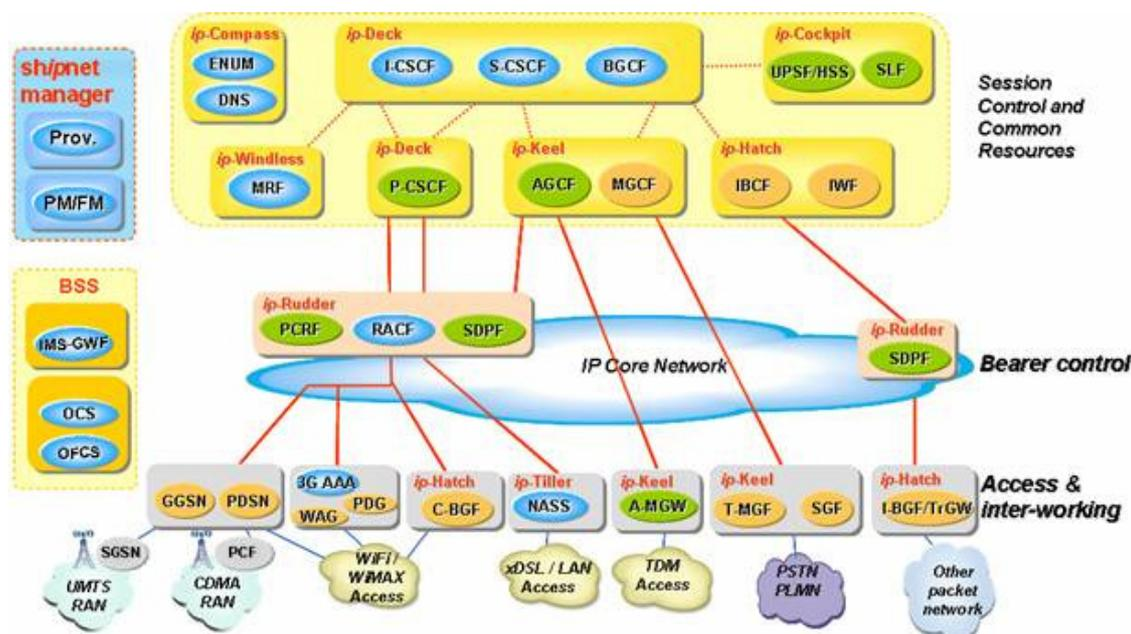 ip-Compass
ENUM
DNS
ip-Deck
I-CSCF
S-CSCF
BGCF
ip-Cockpit
UPSF/HSS
SLF
Session
Control and
Common
Resources
shipnet
manager
Prov.
PM/FM
ip-Windless
MRF
ip-Deck
P-CSCF
ip-Keel
AGCF
MGCF
ip-Hatch
IBCF
IWF
BSS
IMS-GWF
OCS
OFCS
ip-Rudder
PCRF
RACF
SDPF
IP Core Network
ip-Rudder
SDPF
Bearer control
GGSN
PDSN
3G AAA
PDG
WAG
ip-Hatch
C-BGF
ip-Tiller
NASS
ip-Keel
A-MGW
ip-Keel
T-MGF
SGF
ip-Hatch
I-BGF/TrGW
Access &
inter-working
SGSN
UMTS
RAN
PCF
CDMA
RAN
WiFi /
WiMAX
Access
xDSL / LAN
Access
TDM
Access
PSTN
PLMN
Other
packet
network